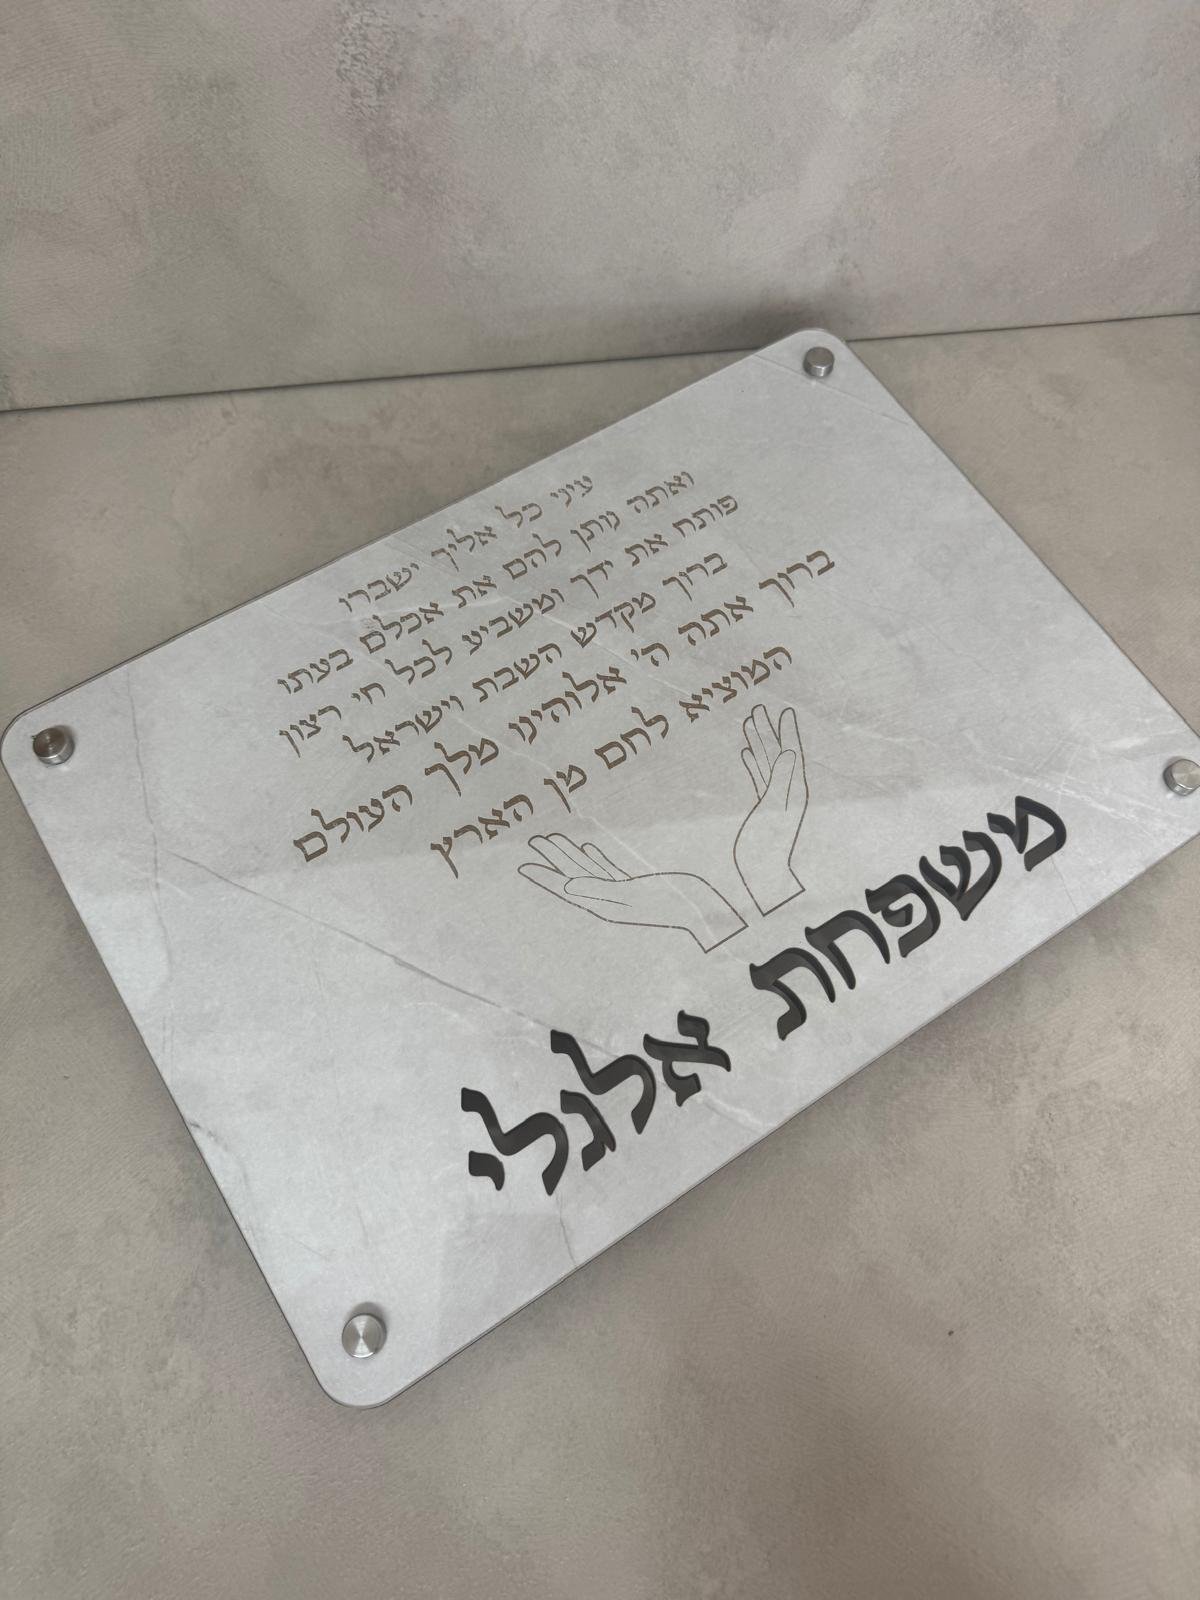 עיני כל אליך ישברו
ואתה נותן להם את אכלם בעתו
פותח את ידך ומשביע לכל חי רצון
ברוך מקדש השבת וישראל
ברוך אתה ה' אלוהינו מלך העולם
המוציא לחם מן הארץ
משפחת אלגלי